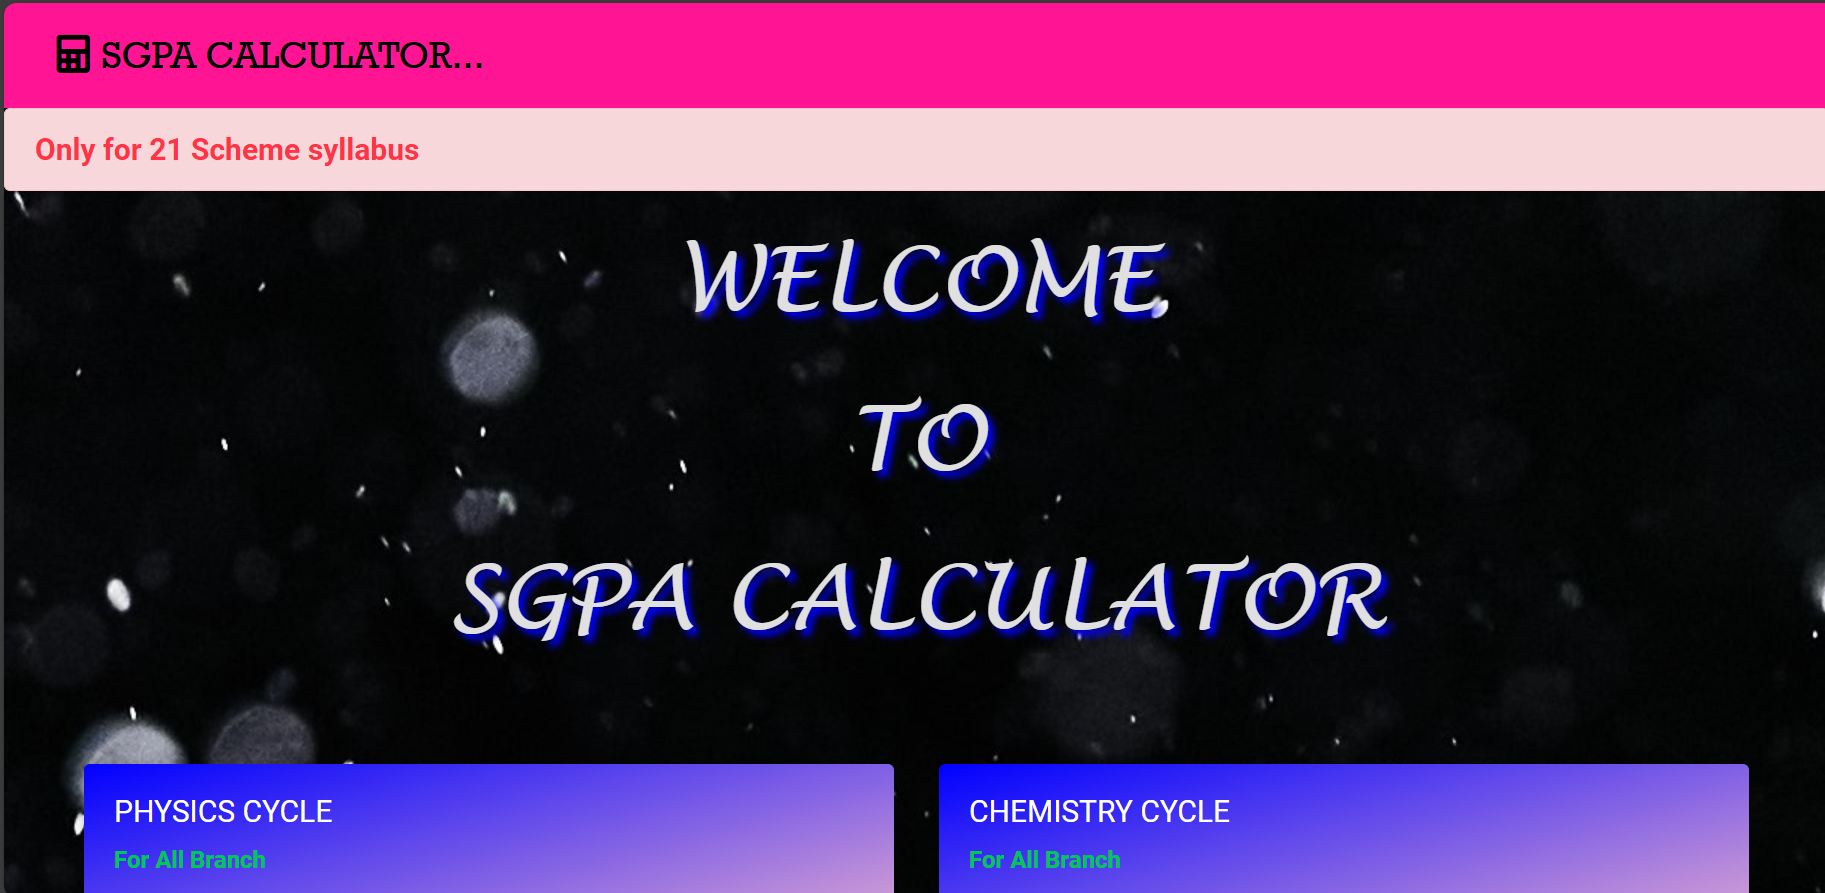 SGPA CALCULATOR...
Only for 21 Scheme syllabus
WELCOME
TO
SGPA CALCULATOR
PHYSICS CYCLE
For All Branch
CHEMISTRY CYCLE
For All Branch